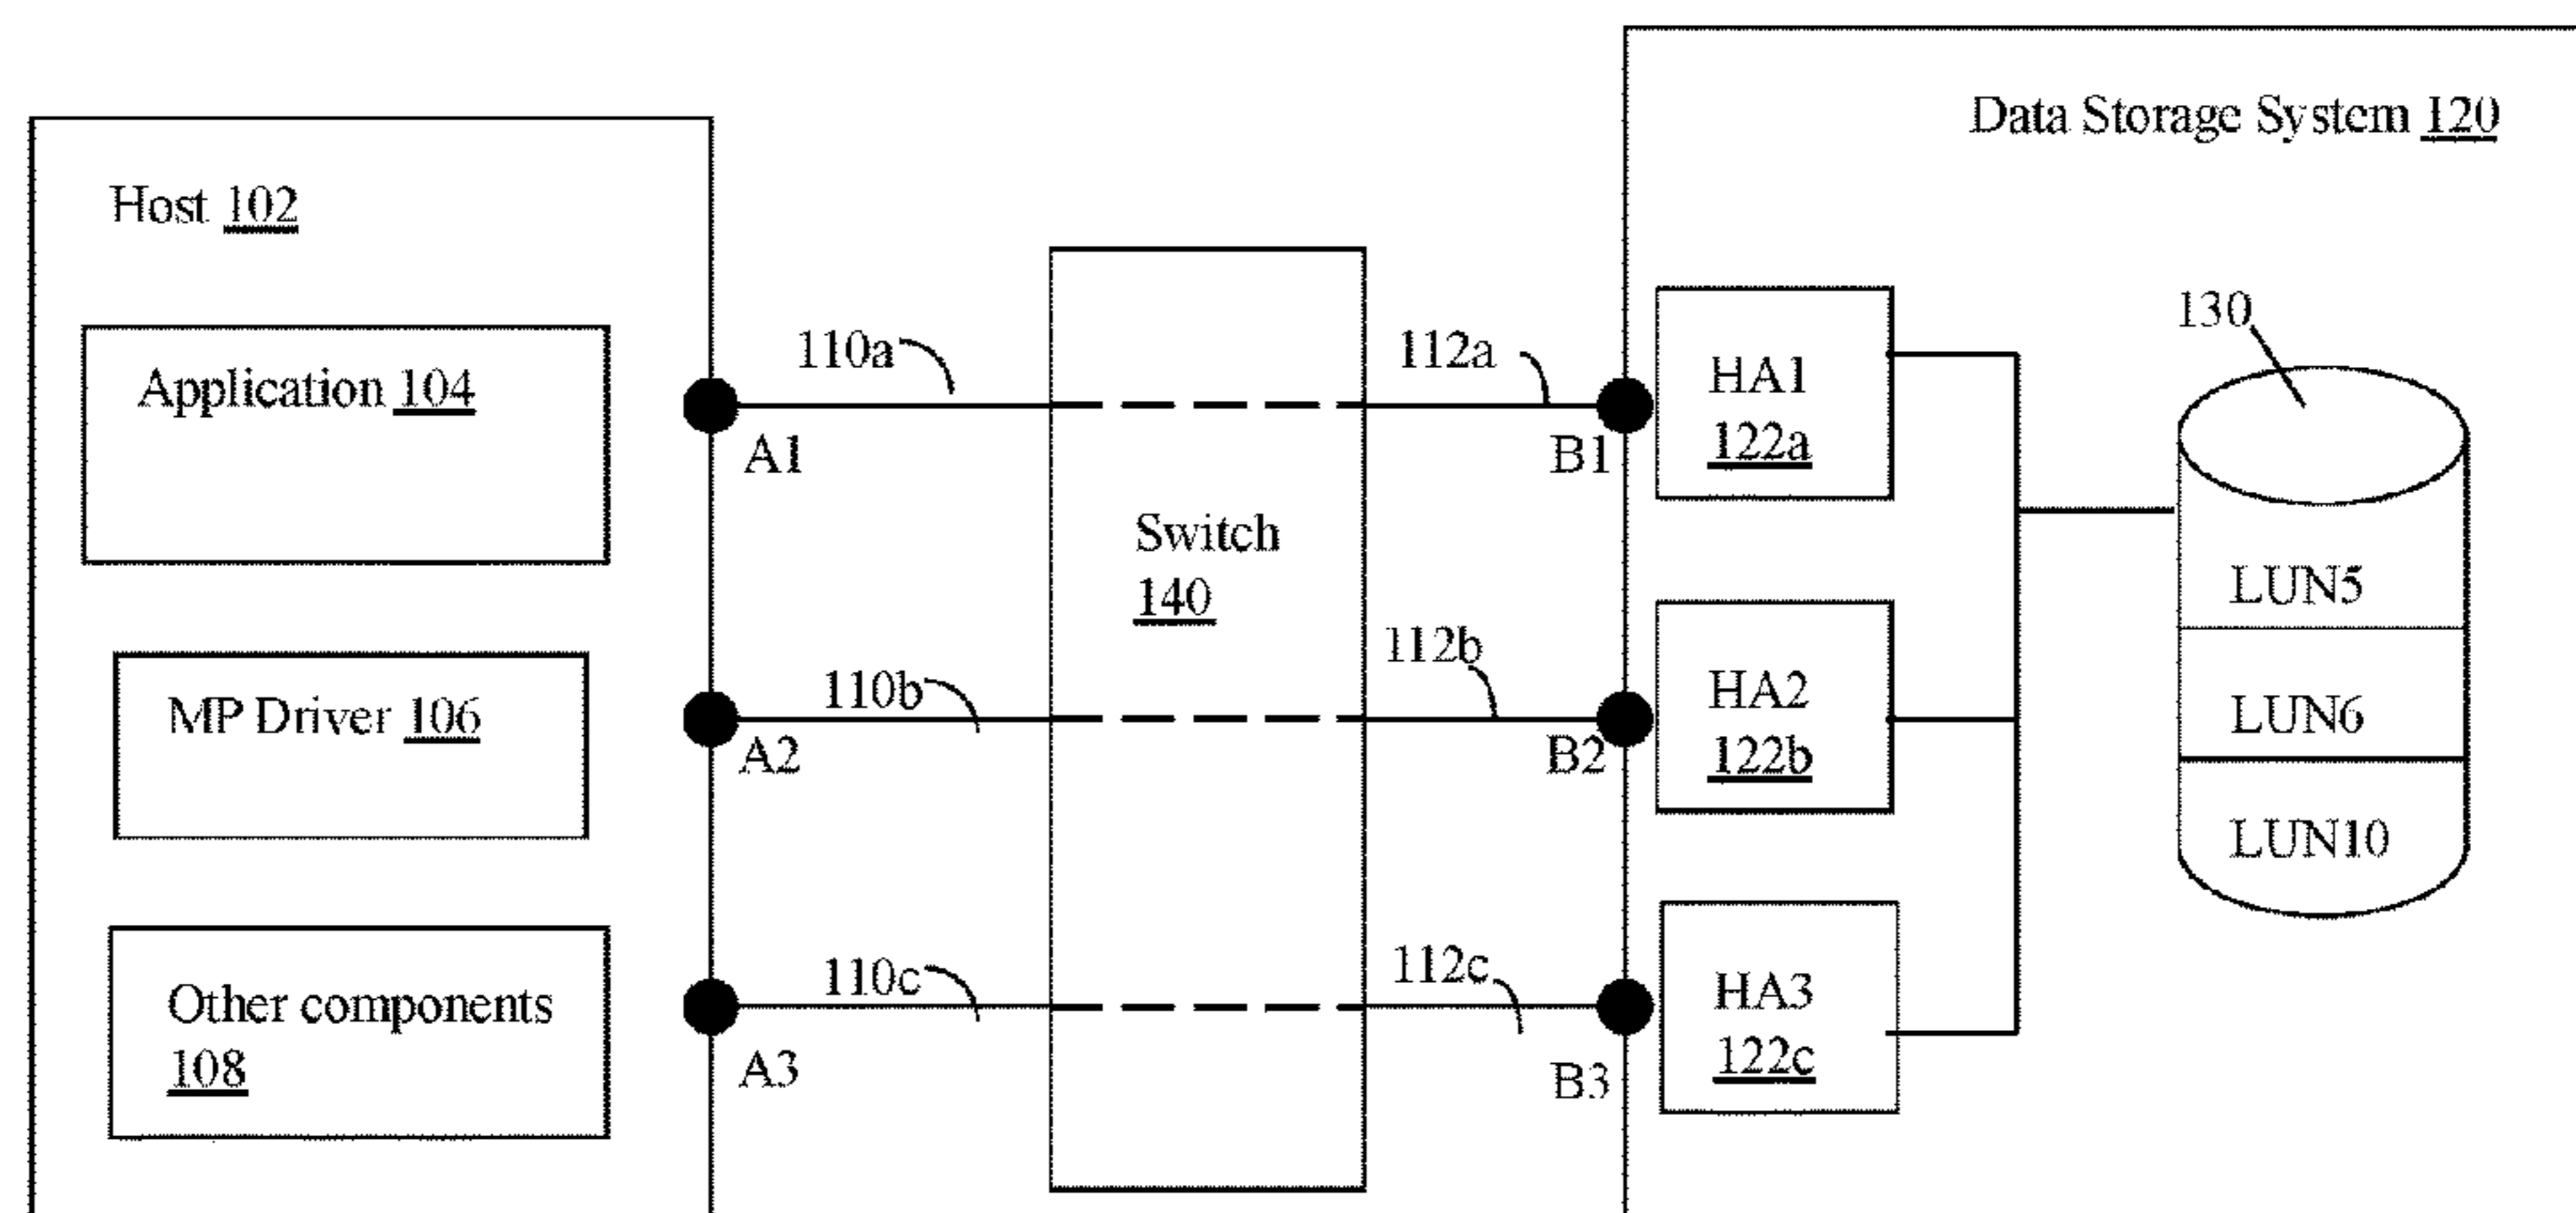 Data Storage System 120
Host 102
Application 104
MP Driver 106
Other components
108
110a
A1
110b
A2
110c
A3
Switch
140
112a
B1
112b
B2
112c
B3
HA1
122a
HA2
122b
HA3
122c
130
LUN5
LUN6
LUN10